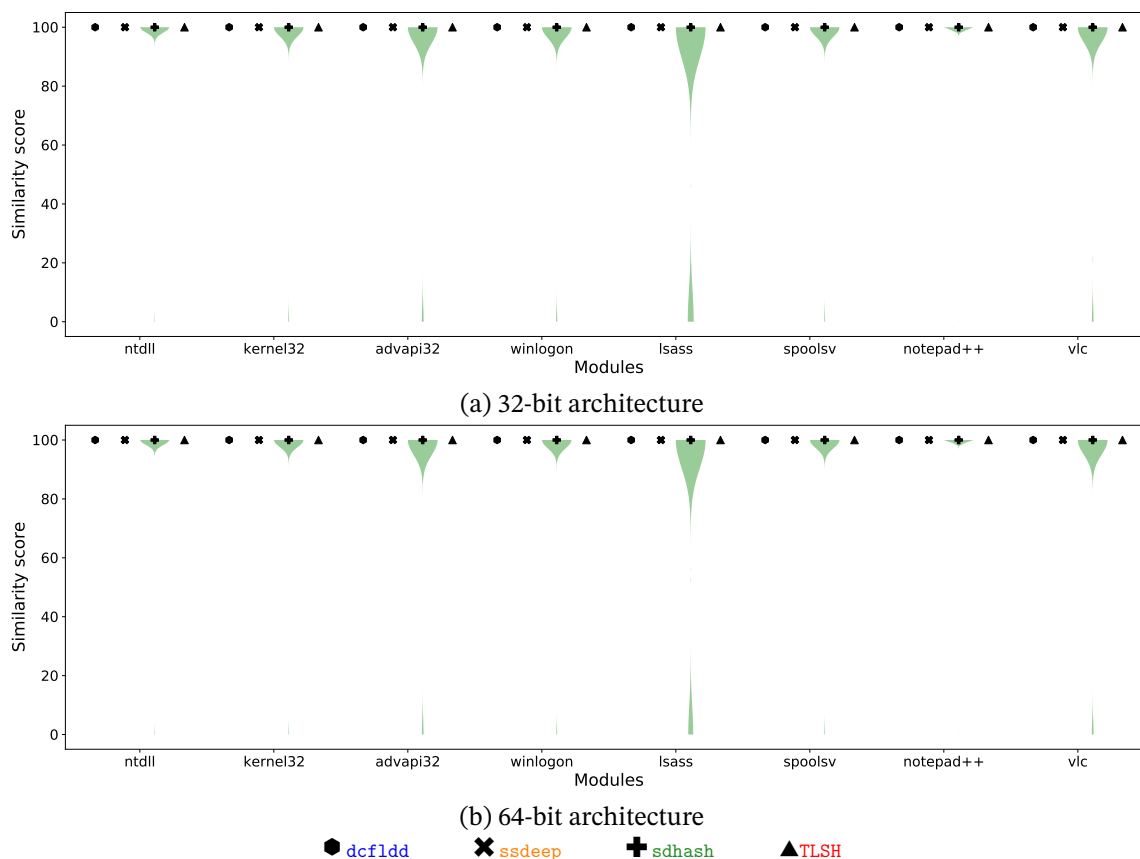 100
80
60
40
20
0
Similarity score
ntdll kernel32 advapi32 winlogon lsass spoolsv notepad++ vlc
Modules
(a) 32-bit architecture
100
80
60
40
20
0
Similarity score
ntdll kernel32 advapi32 winlogon lsass spoolsv notepad++ vlc
Modules
(b) 64-bit architecture
dcfldd ssdeep sdhash TLSH